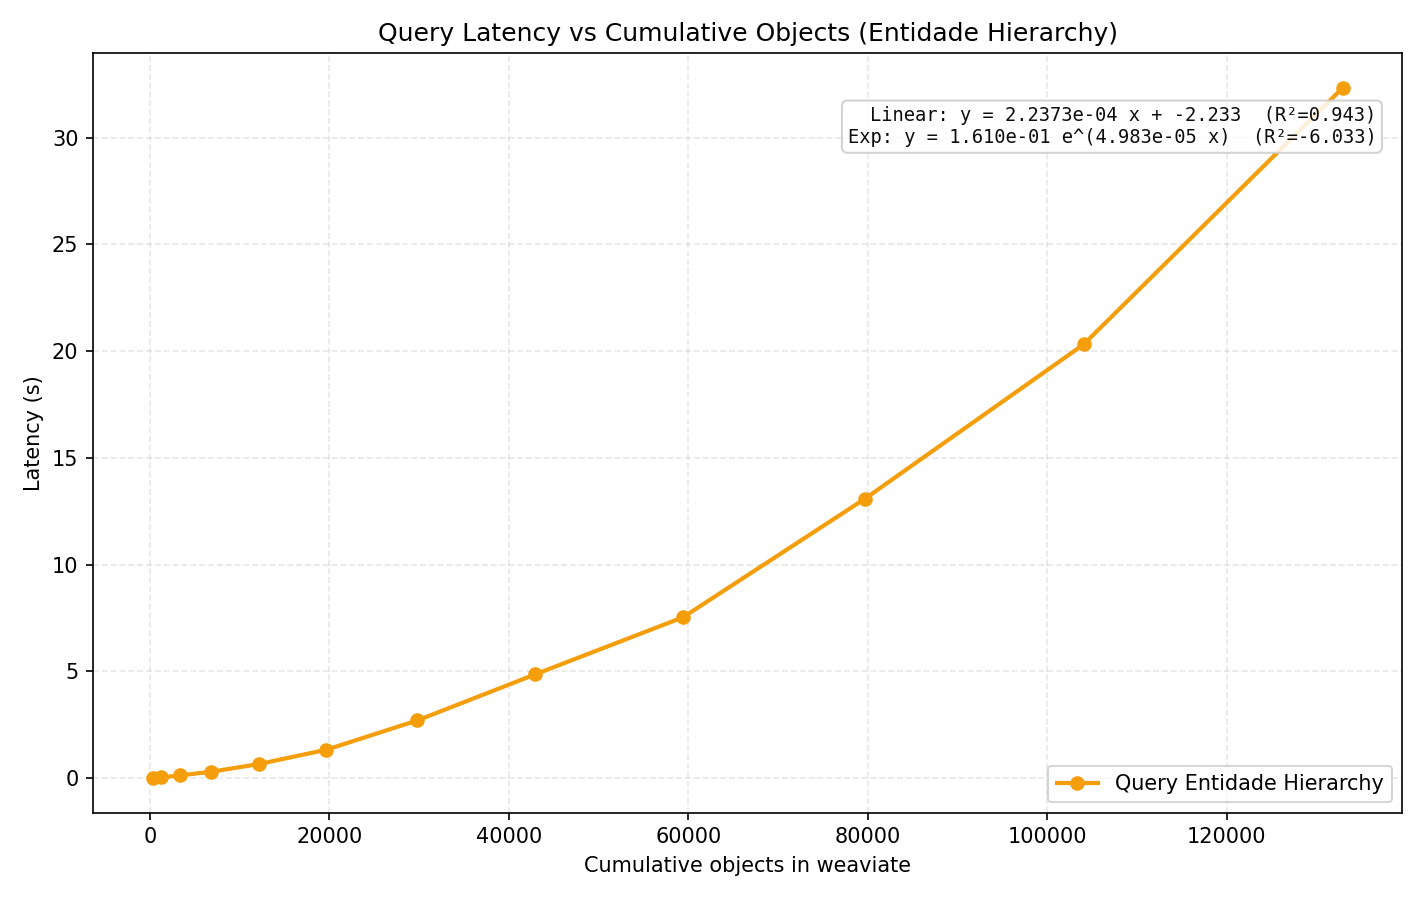 Query Latency vs Cumulative Objects (Entidade Hierarchy)
Linear: y = 2.2373e-04 x + -2.233  (R²=0.943)
Exp: y = 1.610e-01 e^(4.983e-05 x)  (R²=-6.033)
Latency (s)
30
25
20
15
10
5
0
Query Entidade Hierarchy
0 20000 40000 60000 80000 100000 120000
Cumulative objects in weaviate